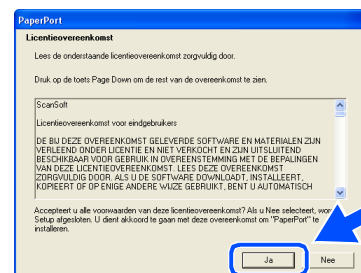 PaperPort
Licentieovereenkomst
Lees de onderstaande licentieovereenkomst zorgvuldig door.
Druk op de toets Page Down om de rest van de overeenkomst te zien.
ScanSoft
Licentieovereenkomst voor eindgebruikers
DE BIJ DEZE OVEREENKOMST GELEVERDE SOFTWARE EN MATERIALEN ZIJN
VERLEEND ONDER LICENTIE EN NIET VERKOCHT EN ZIJN UITSLUITEND
BESCHIKBAAR VOOR GEBRUIK IN OVEREENSTEMMING MET DE BEPALINGEN
VAN DEZE LICENTIEOVEREENKOMST. LEES DEZE OVEREENKOMST
ZORGVULDIG DOOR. ALS U DE SOFTWARE DOWNLOADT, INSTALLEERT,
KOPIEERT OF OP ENIGE ANDERE WIJZE GEBRUIKT, BENT U AUTOMATISCH
Accepteert u alle voorwaarden van deze licentieovereenkomst? Als u Nee selecteert,
Setup afgesloten. U dient akkoord te gaan met deze overeenkomst om "PaperPort" te
installeren.
Ja
Nee